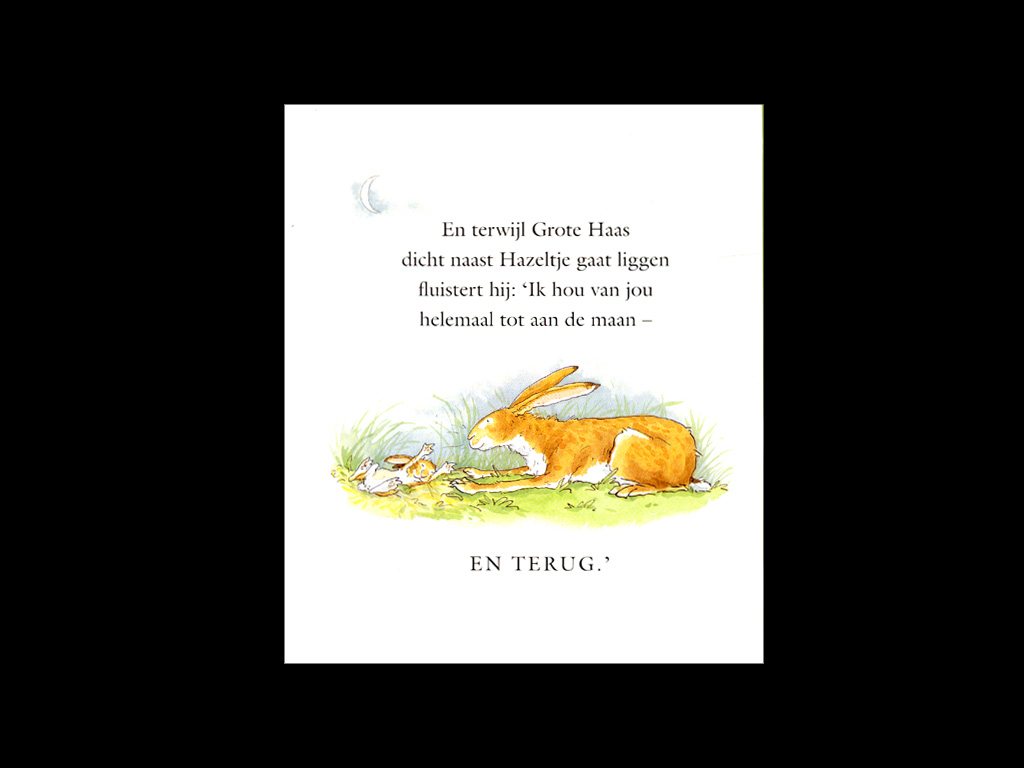 En terwijl Grote Haas
dicht naast Hazeltje gaat liggen
fluistert hij: ‘Ik hou van jou
helemaal tot aan de maan –
EN TERUG.’